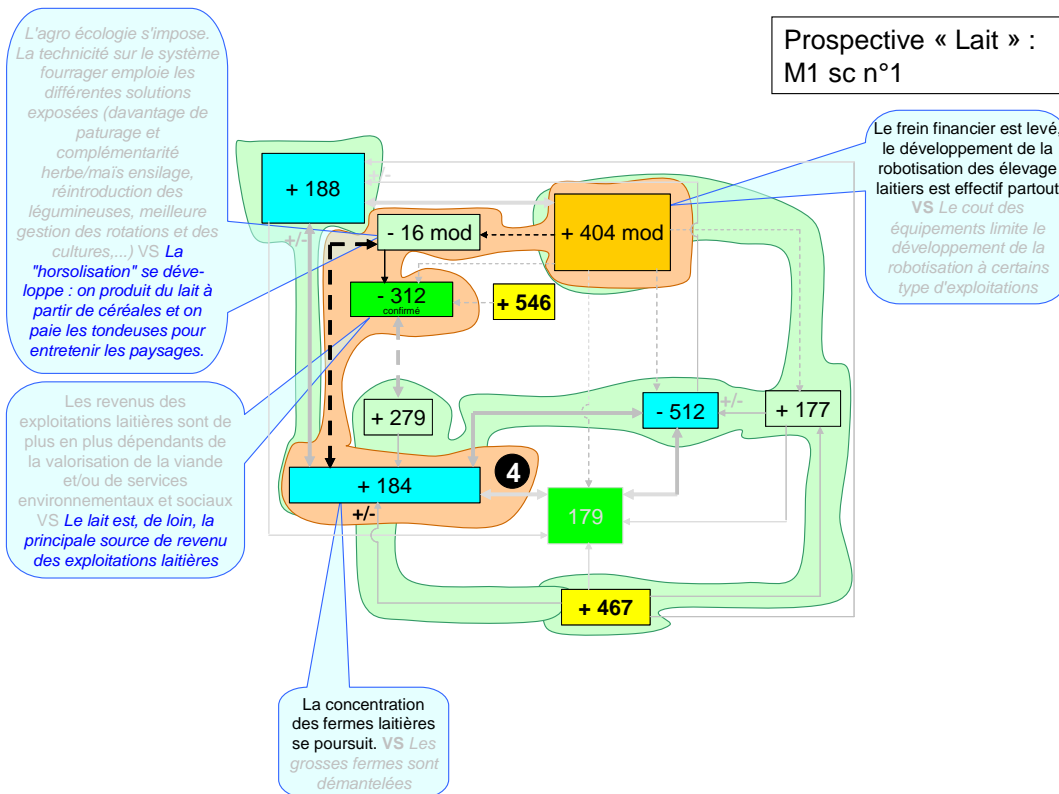 Prospective « Lait » :
M1 sc n°1
L'agro écologie s'impose.
La technicité sur le système
fourrager emploie les
différentes solutions
exposées (davantage de
paturage et
complémentarité
herbe/maïs ensilage,
réintroduction des
légumineuses, meilleure
gestion des rotations et des
cultures,...) VS La
"horsolisation" se déve-
loppe : on produit du lait à
partir de céréales et on
paie les tondeuses pour
entretenir les paysages.
Le frein financier est levé,
le développement de la
robotisation des élevage
laitiers est effectif partout
VS Le cout des
équipements limite le
développement de la
robotisation à certains
type d'exploitations
+ 188
+/-
+/-
- 16 mod
+ 404 mod
- 312
confirmé
+ 546
+ 279
- 512
+/-
+ 177
+ 184
4
+/-
179
+ 467
Les revenus des
exploitations laitières sont de
plus en plus dépendants de
la valorisation de la viande
et/ou de services
environnementaux et sociaux
VS Le lait est, de loin, la
principale source de revenu
des exploitations laitières
La concentration
des fermes laitières
se poursuit. VS Les
grosses fermes sont
démantelées